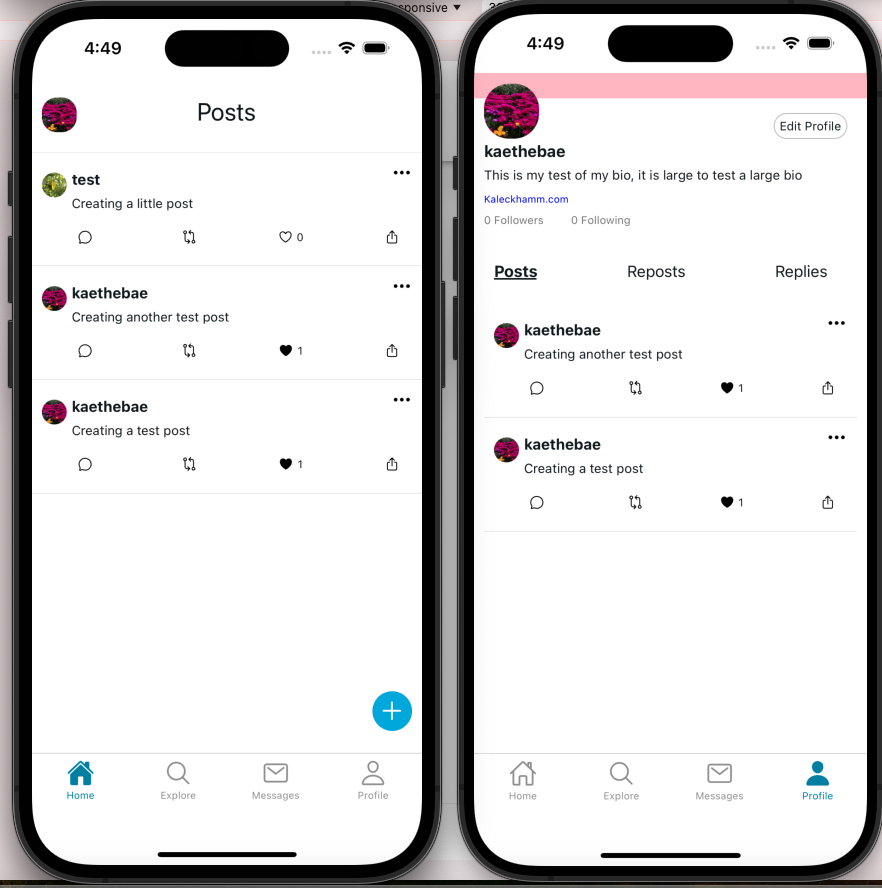 4:49
Posts
test
Creating a little post
0
kaethebae
Creating another test post
1
kaethebae
Creating a test post
1
Home
Explore
Messages
Profile
4:49
Edit Profile
kaethebae
This is my test of my bio, it is large to test a large bio
Kaleckhamm.com
0 Followers 0 Following
Posts Reposts Replies
kaethebae
Creating another test post
1
kaethebae
Creating a test post
1
Home
Explore
Messages
Profile